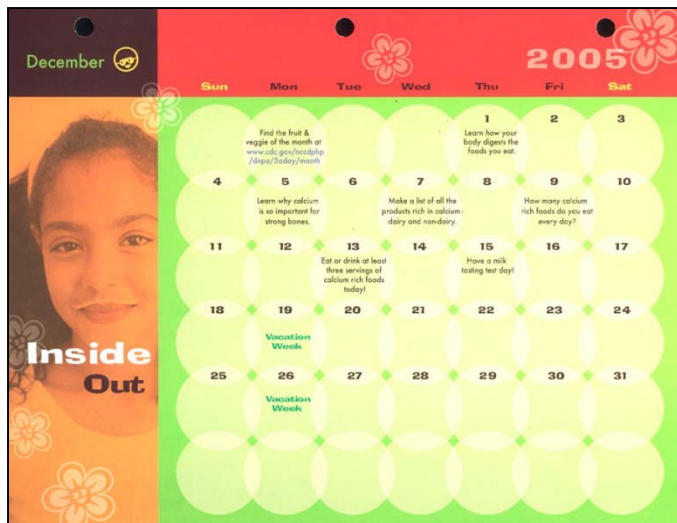 December
2005
Sun Mon Tue Wed Thu Fri Sat
1 2 3
Find the fruit &
veggie of the month at
www.cdc.gov/nccdphp
/dnpa/5aday/month
Learn how your
body digests the
foods you eat.
4 5 6 7 8 9 10
Learn why calcium
is so important for
strong bones.
Make a list of all the
products rich in calcium-
dairy and non-dairy.
How many calcium
rich foods do you eat
every day?
11 12 13 14 15 16 17
Eat or drink at least
three servings of
calcium rich foods
today!
Have a milk
tasting test day!
18 19 20 21 22 23 24
Vacation
Week
25 26 27 28 29 30 31
Vacation
Week
Inside
Out